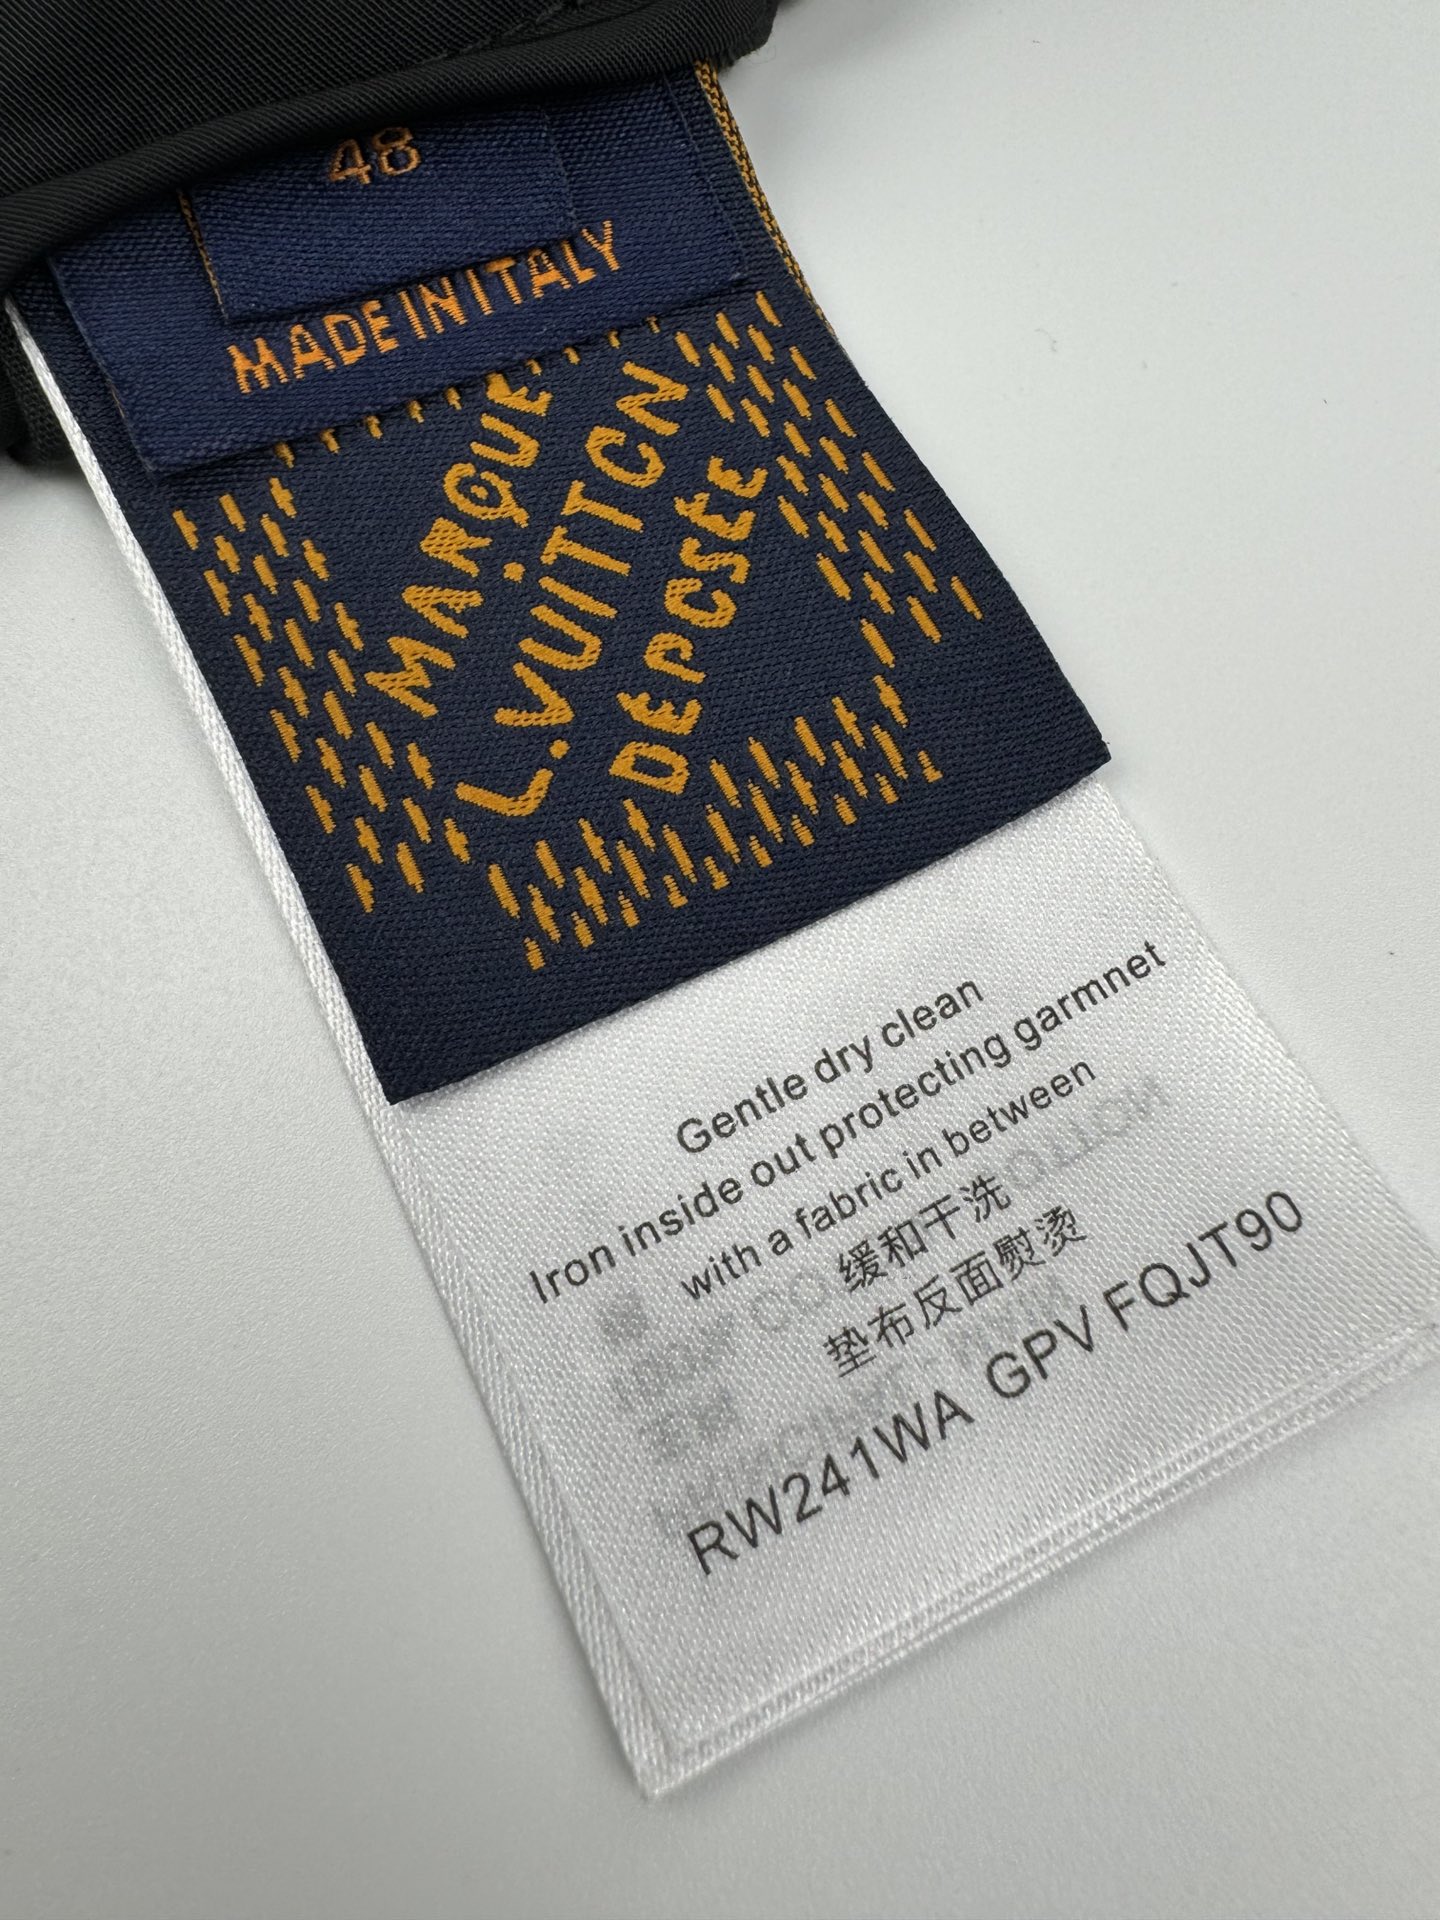 48
MADE IN ITALY
MARQUE
L.VUITTON
DEPOSEE
Gentle dry clean
Iron inside out protecting garmnet
with a fabric in between
缓和干洗
垫布反面熨烫
RW241WA GPV FQJT90